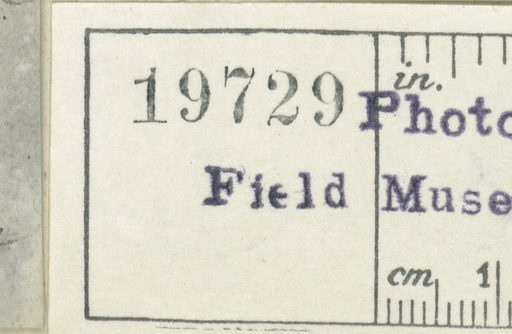 19729 in.
Photo
Field Muse
cm 1